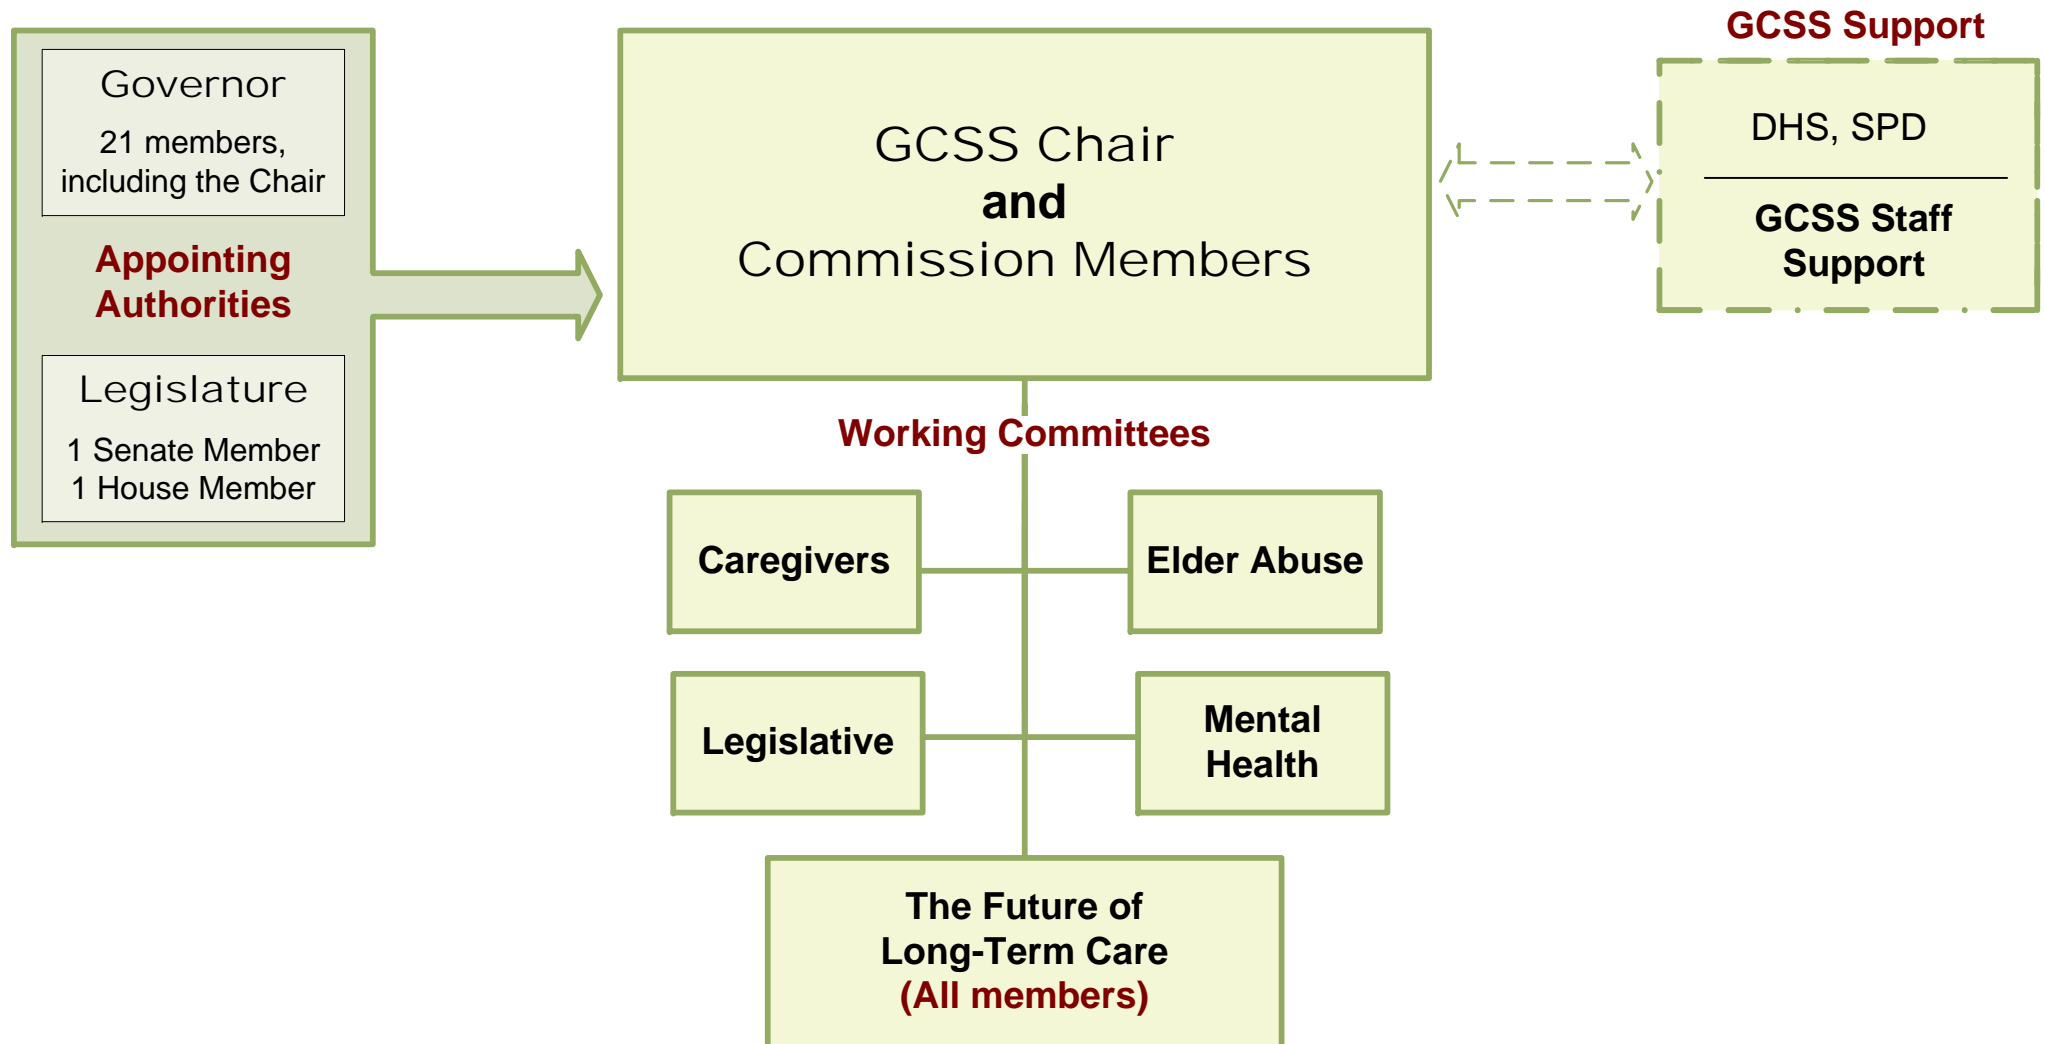 Governor
21 members,
including the Chair
Appointing
Authorities
Legislature
1 Senate Member
1 House Member
GCSS Chair
and
Commission Members
GCSS Support
DHS, SPD
GCSS Staff
Support
Working Committees
Caregivers
Elder Abuse
Legislative
Mental
Health
The Future of
Long-Term Care
(All members)